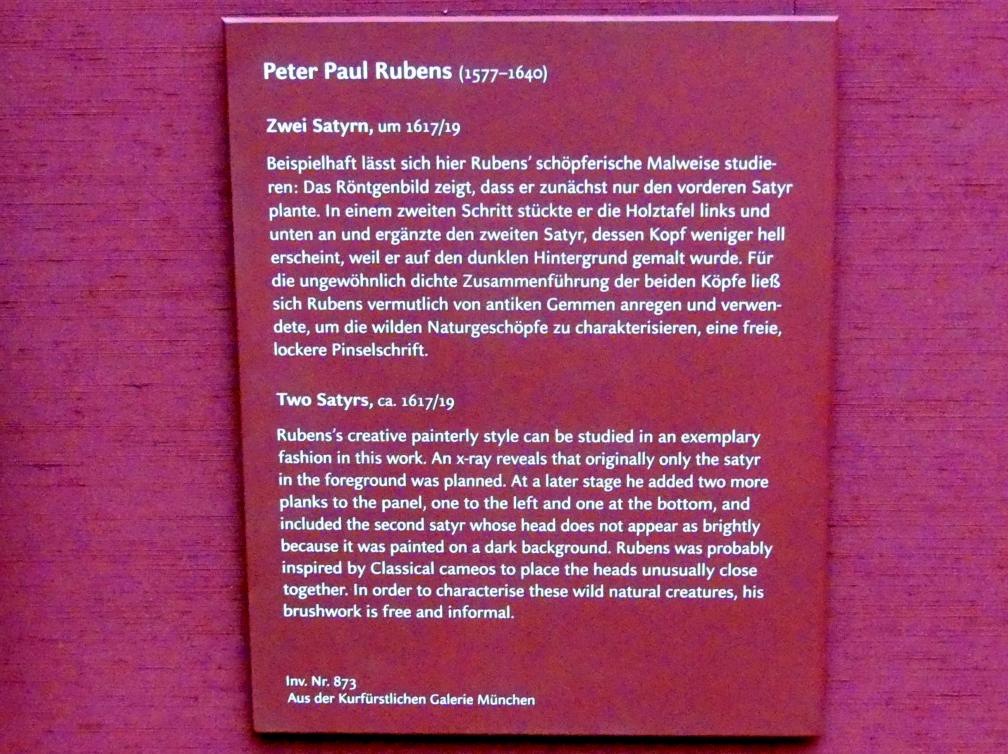 Peter Paul Rubens (1577–1640)
Zwei Satyrn, um 1617/19
Beispielhaft lässt sich hier Rubens’ schöpferische Malweise studie-
ren: Das Röntgenbild zeigt, dass er zunächst nur den vorderen Satyr
plante. In einem zweiten Schritt stückte er die Holztafel links und
unten an und ergänzte den zweiten Satyr, dessen Kopf weniger hell
erscheint, weil er auf den dunklen Hintergrund gemalt wurde. Für
die ungewöhnlich dichte Zusammenführung der beiden Köpfe ließ
sich Rubens vermutlich von antiken Gemmen anregen und verwen-
dete, um die wilden Naturgeschöpfe zu charakterisieren, eine freie,
lockere Pinselschrift.
Two Satyrs, ca. 1617/19
Rubens’s creative painterly style can be studied in an exemplary
fashion in this work. An x-ray reveals that originally only the satyr
in the foreground was planned. At a later stage he added two more
planks to the panel, one to the left and one at the bottom, and
included the second satyr whose head does not appear as brightly
because it was painted on a dark background. Rubens was probably
inspired by Classical cameos to place the heads unusually close
together. In order to characterise these wild natural creatures, his
brushwork is free and informal.
Inv. Nr. 873
Aus der Kurfürstlichen Galerie München